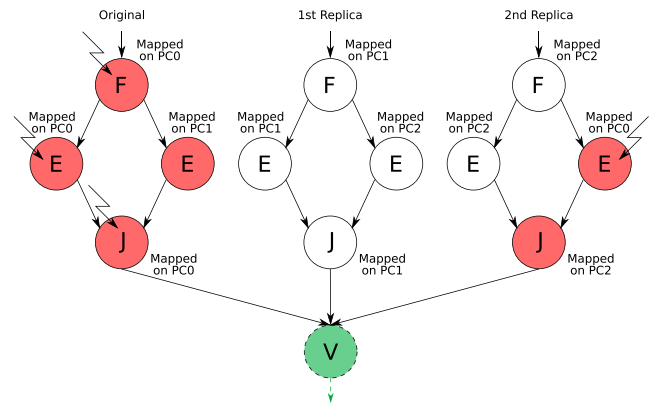 Original
1st Replica
2nd Replica
Mapped
on PC0
Mapped
on PC1
Mapped
on PC2
F
F
F
Mapped
on PC0
Mapped
on PC1
Mapped
on PC1
Mapped
on PC2
Mapped
on PC2
Mapped
on PC0
E
E
E
E
E
E
J
J
J
Mapped
on PC0
Mapped
on PC1
Mapped
on PC2
V